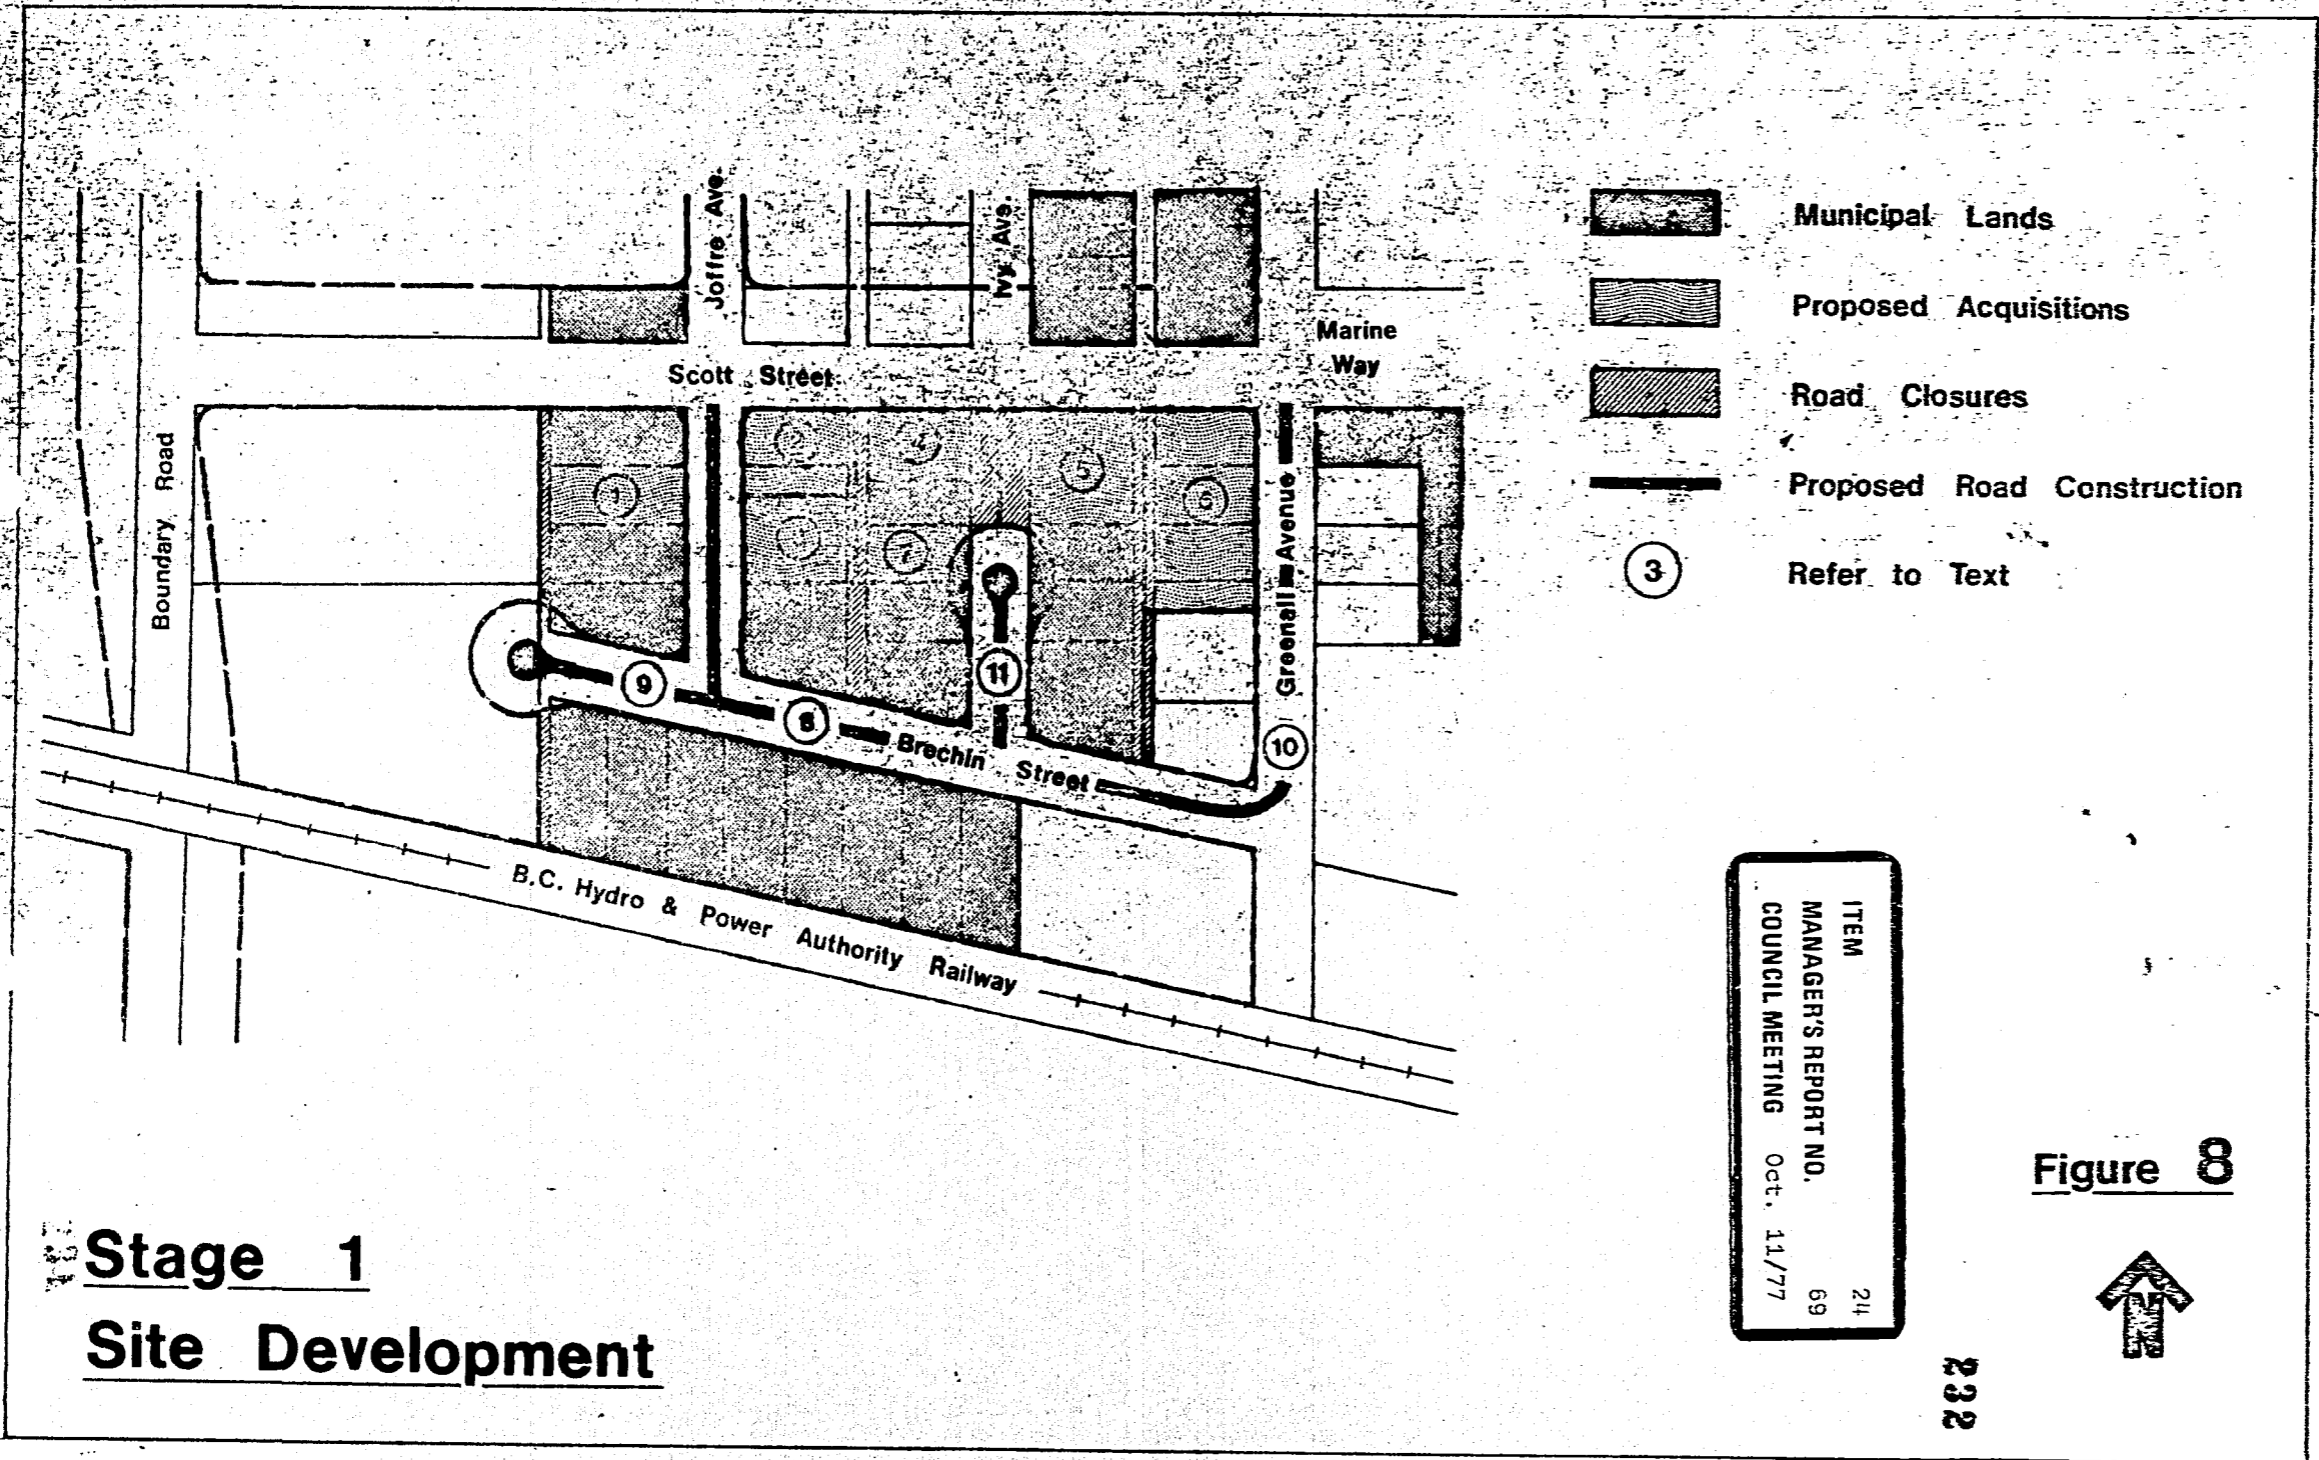 Joffre Ave.
Ivy Ave.
Municipal Lands
Proposed Acquisitions
Marine
Way
Scott Street
Road Closures
Boundary Road
Greenall Avenue
Proposed Road Construction
3
Refer to Text
1
2
4
5
6
7
11
9
8
10
Brechin Street
B.C. Hydro & Power Authority Railway
ITEM 24
MANAGER'S REPORT NO. 69
COUNCIL MEETING Oct. 11/77
Figure 8
N
Stage 1
Site Development
232